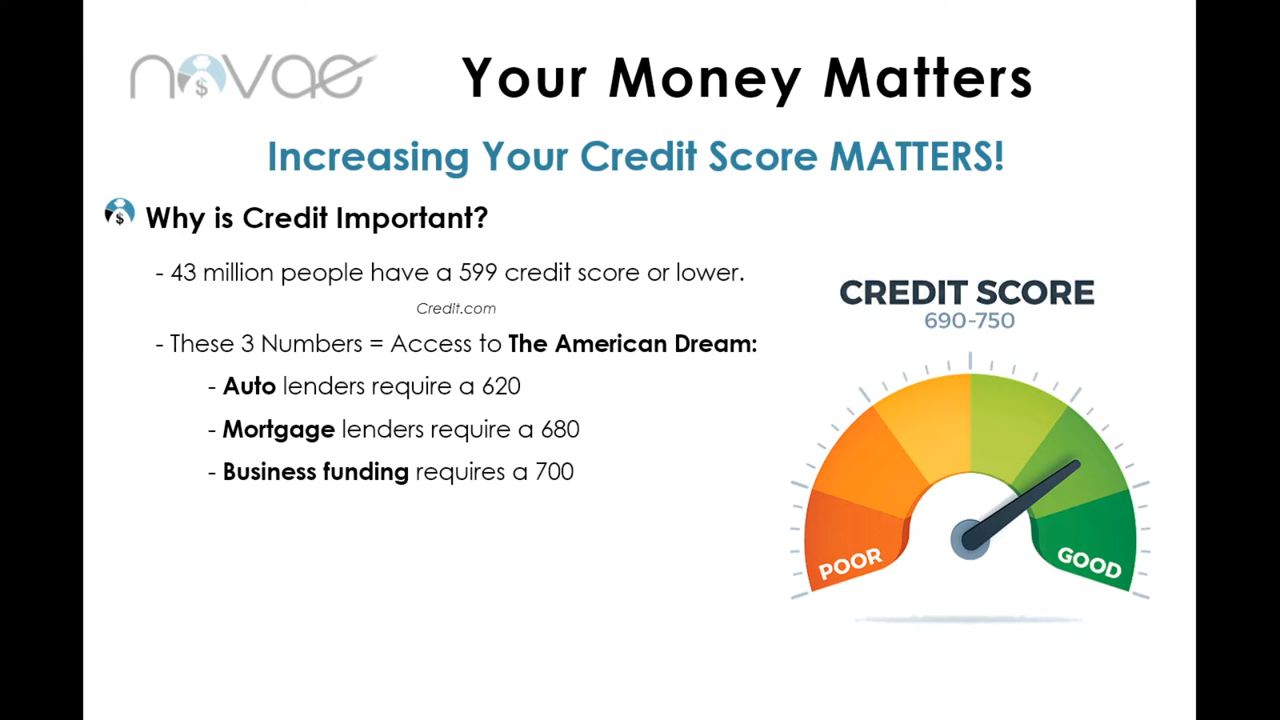 novae
Your Money Matters
Increasing Your Credit Score MATTERS!
$ Why is Credit Important?
- 43 million people have a 599 credit score or lower.
Credit.com
- These 3 Numbers = Access to The American Dream:
- Auto lenders require a 620
- Mortgage lenders require a 680
- Business funding requires a 700
CREDIT SCORE
690-750
POOR
GOOD